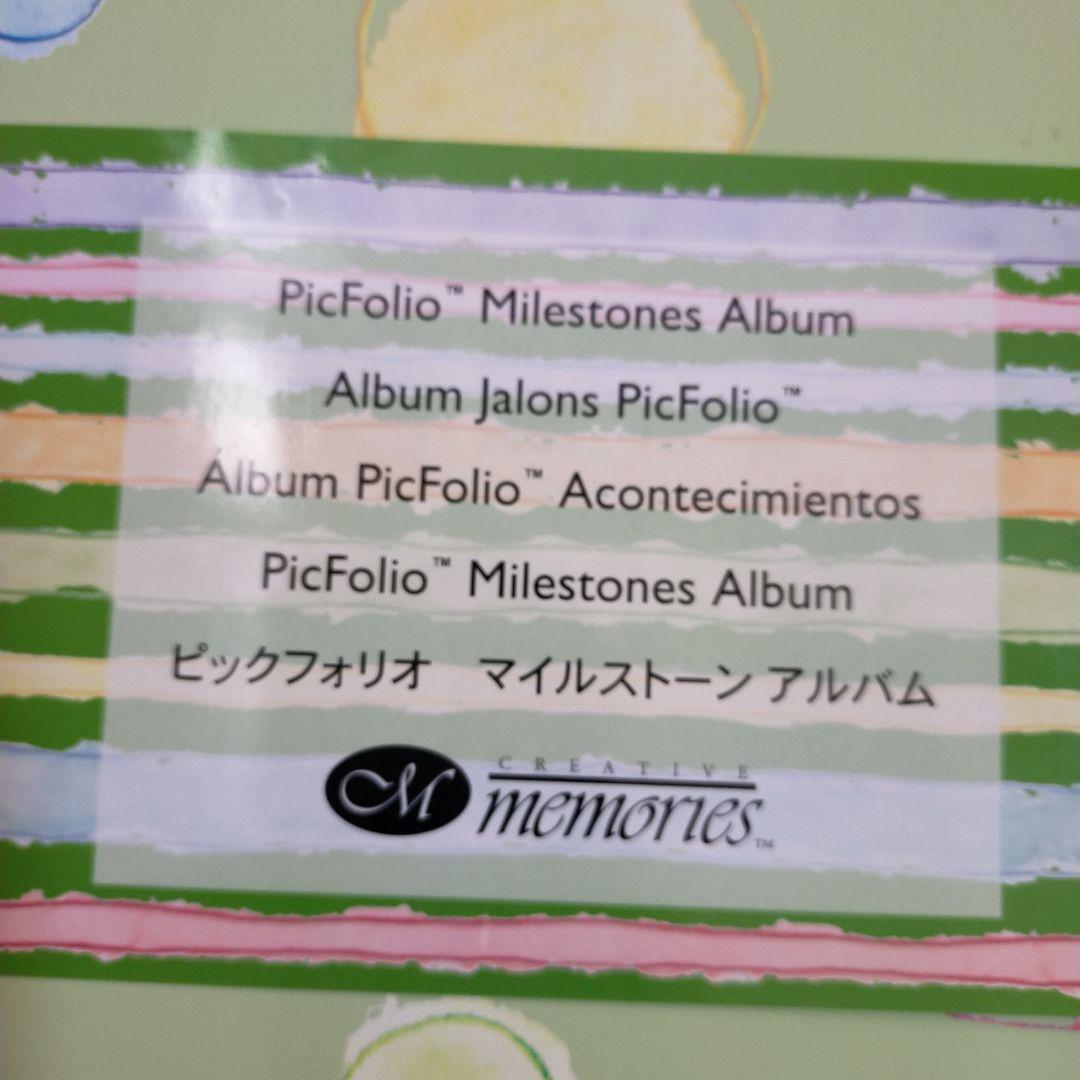 PicFolio™ Milestones Album
Album Jalons PicFolio™
Álbum PicFolio™ Acontecimientos
PicFolio™ Milestones Album
ピックフォリオ　マイルストーン アルバム
CREATIVE
memories™